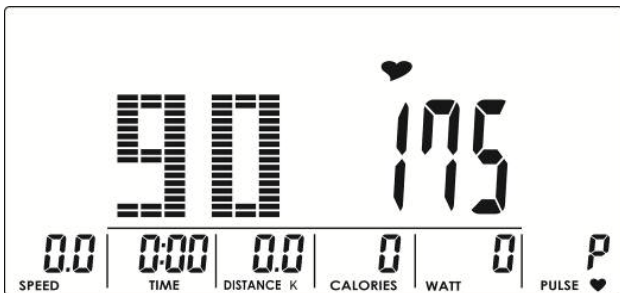 90 175
0.0 0:00 0.0 0 0 P
SPEED TIME DISTANCE K CALORIES WATT PULSE